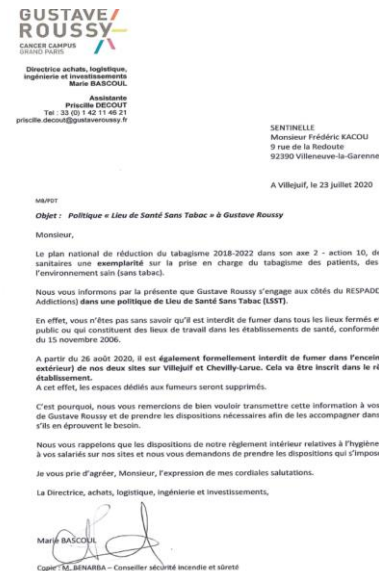 GUSTAVE/
ROUSSY
CANCER CAMPUS
GRAND PARIS
Directrice achats, logistique,
ingénierie et investissements
Marie BASCOUL
Assistante
Priscille DECOUT
Tel : 33 (0) 1 42 11 46 21
priscille.decout@gustaveroussy.fr
SENTINELLE
Monsieur Frédéric KACOU
9 rue de la Redoute
92390 Villeneuve-la-Garenne
A Villejuif, le 23 juillet 2020
MB/PDT
Objet : Politique « Lieu de Santé Sans Tabac » à Gustave Roussy
Monsieur,
Le plan national de réduction du tabagisme 2018-2022 dans son axe 2 - action 10, de
sanitaires une exemplarité sur la prise en charge du tabagisme des patients, des
l'environnement sain (sans tabac).
Nous vous informons par la présente que Gustave Roussy s'engage aux côtés du RESPADD
Addictions) dans une politique de Lieu de Santé Sans Tabac (LSST).
En effet, vous n'êtes pas sans savoir qu'il est interdit de fumer dans tous les lieux fermés et
public ou qui constituent des lieux de travail dans les établissements de santé, conformém
du 15 novembre 2006.
A partir du 26 août 2020, il est également formellement interdit de fumer dans l'encein
extérieur) de nos deux sites sur Villejuif et Chevilly-Larue. Cela va être inscrit dans le rè
établissement.
A cet effet, les espaces dédiés aux fumeurs seront supprimés.
C'est pourquoi, nous vous remercions de bien vouloir transmettre cette information à vos
de Gustave Roussy et de prendre les dispositions nécessaires afin de les accompagner dans
s'ils en éprouvent le besoin.
Nous vous rappelons que les dispositions de notre règlement intérieur relatives à l'hygiène
à vos salariés sur nos sites et nous vous demandons de prendre les dispositions qui s'impose
Je vous prie d'agréer, Monsieur, l'expression de mes cordiales salutations.
La Directrice, achats, logistique, ingénierie et investissements,
Marie BASCOUL
Copie : M. BENARBA – Conseiller sécurité incendie et sûreté